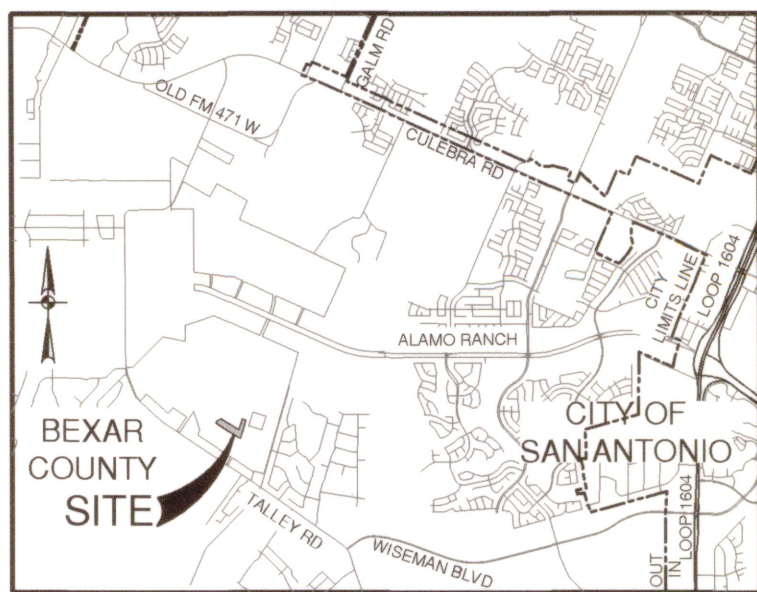 GALM RD
OLD FM 471 W
CULEBRA RD
CITY
LIMITS LINE
LOOP 1604
ALAMO RANCH
BEXAR
COUNTY
SITE
CITY OF
SAN ANTONIO
TALLEY RD
WISEMAN BLVD
OUT
IN
LOOP 1604